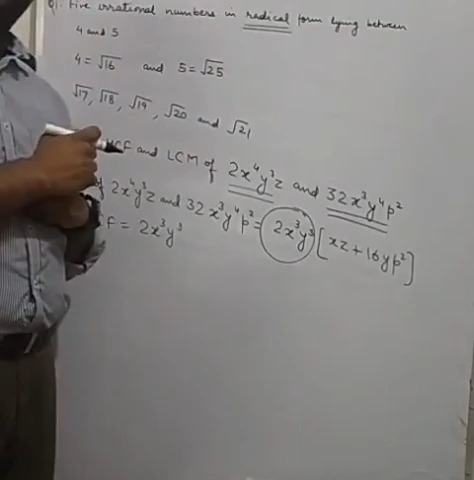 Q1. Five irrational numbers in radical form lying between
4 and 5
4 = √16 and 5 = √25
√17, √18, √19, √20 and √21
HCF and LCM of 2x⁴y³z and 32x³y⁴p²
2x⁴y³z and 32x³y⁴p² = 2x³y³ [xz + 16yp²]
F = 2x³y³